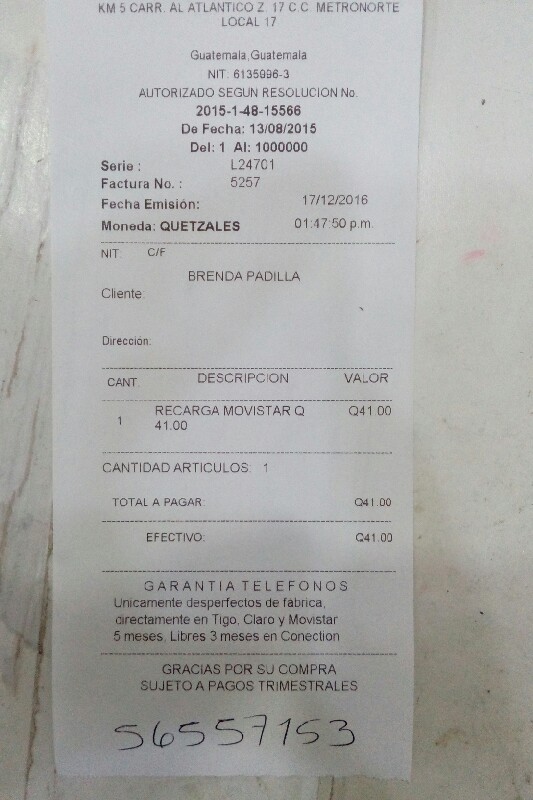 KM 5 CARR. AL ATLANTICO Z. 17 C.C. METRONORTE
LOCAL 17
Guatemala,Guatemala
NIT: 6135996-3
AUTORIZADO SEGUN RESOLUCION No.
2015-1-48-15566
De Fecha: 13/08/2015
Del: 1 Al: 1000000
Serie : L24701
Factura No. : 5257
Fecha Emisión: 17/12/2016
Moneda: QUETZALES 01:47:50 p.m.
NIT: C/F
BRENDA PADILLA
Cliente:
Dirección:
CANT. DESCRIPCION VALOR
1 RECARGA MOVISTAR Q Q41.00
41.00
CANTIDAD ARTICULOS: 1
TOTAL A PAGAR: Q41.00
EFECTIVO: Q41.00
GARANTIA TELEFONOS
Unicamente desperfectos de fabrica,
directamente en Tigo, Claro y Movistar
5 meses, Libres 3 meses en Conection
GRACIAS POR SU COMPRA
SUJETO A PAGOS TRIMESTRALES
56557153